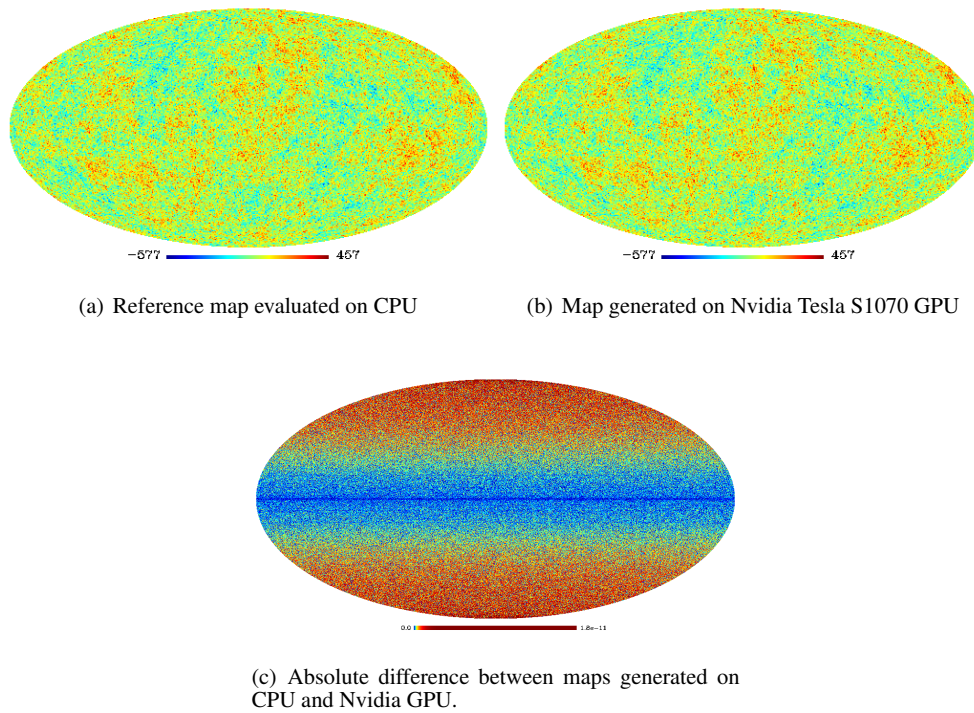 −577 457
−577 457
(a) Reference map evaluated on CPU
(b) Map generated on Nvidia Tesla S1070 GPU
0.0 1.8e−11
(c) Absolute difference between maps generated on
CPU and Nvidia GPU.